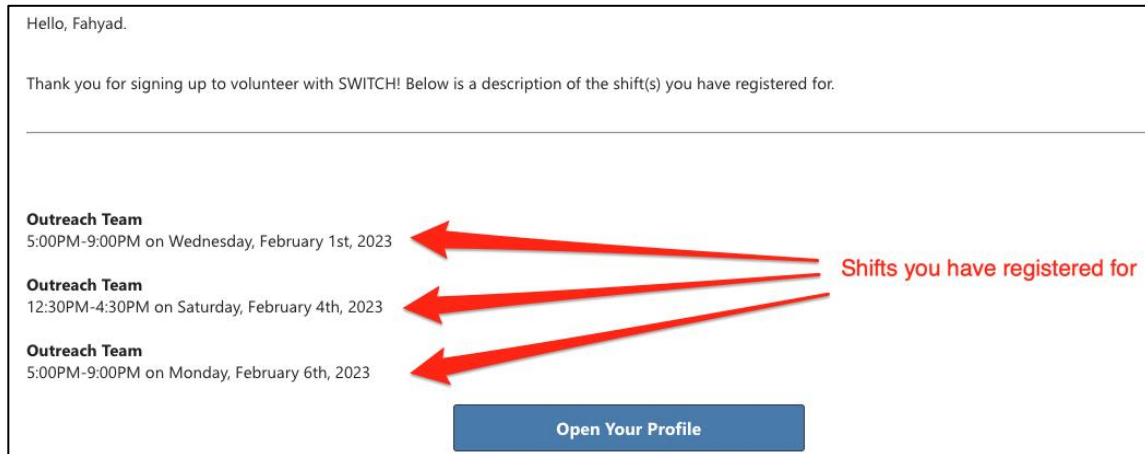 Hello, Fahyad.
Thank you for signing up to volunteer with SWITCH! Below is a description of the shift(s) you have registered for.
Outreach Team
5:00PM-9:00PM on Wednesday, February 1st, 2023
Outreach Team
12:30PM-4:30PM on Saturday, February 4th, 2023
Outreach Team
5:00PM-9:00PM on Monday, February 6th, 2023
Shifts you have registered for
Open Your Profile